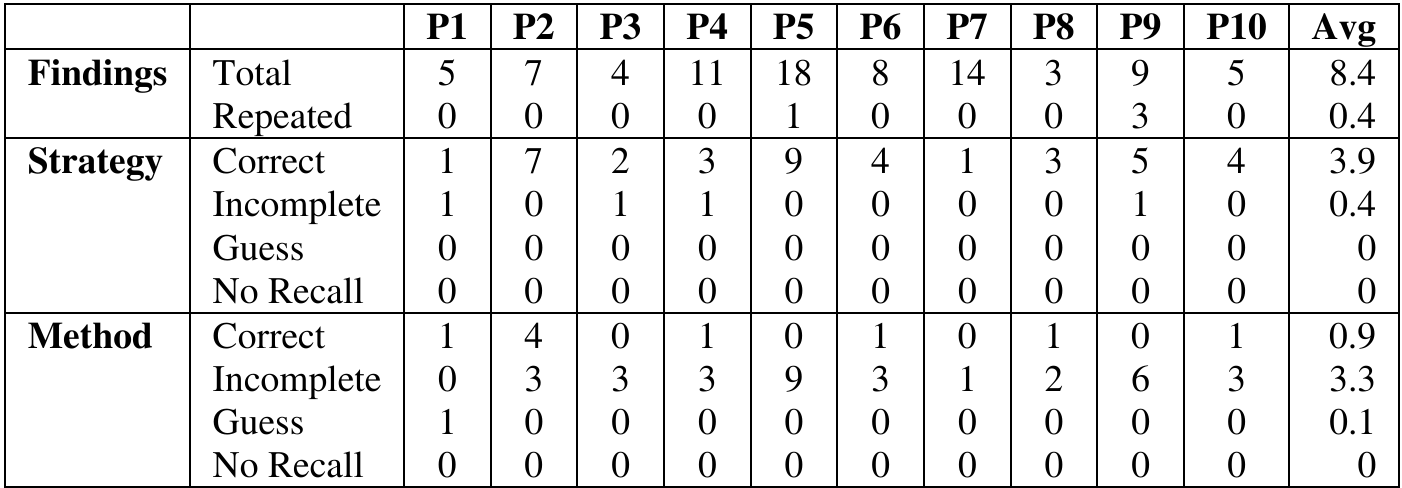 P1 P2 P3 P4 P5 P6 P7 P8 P9 P10 Avg
Findings Total 5 7 4 11 18 8 14 3 9 5 8.4
Repeated 0 0 0 0 1 0 0 0 3 0 0.4
Strategy Correct 1 7 2 3 9 4 1 3 5 4 3.9
Incomplete 1 0 1 1 0 0 0 0 1 0 0.4
Guess 0 0 0 0 0 0 0 0 0 0 0
No Recall 0 0 0 0 0 0 0 0 0 0 0
Method Correct 1 4 0 1 0 1 0 1 0 1 0.9
Incomplete 0 3 3 3 9 3 1 2 6 3 3.3
Guess 1 0 0 0 0 0 0 0 0 0 0.1
No Recall 0 0 0 0 0 0 0 0 0 0 0